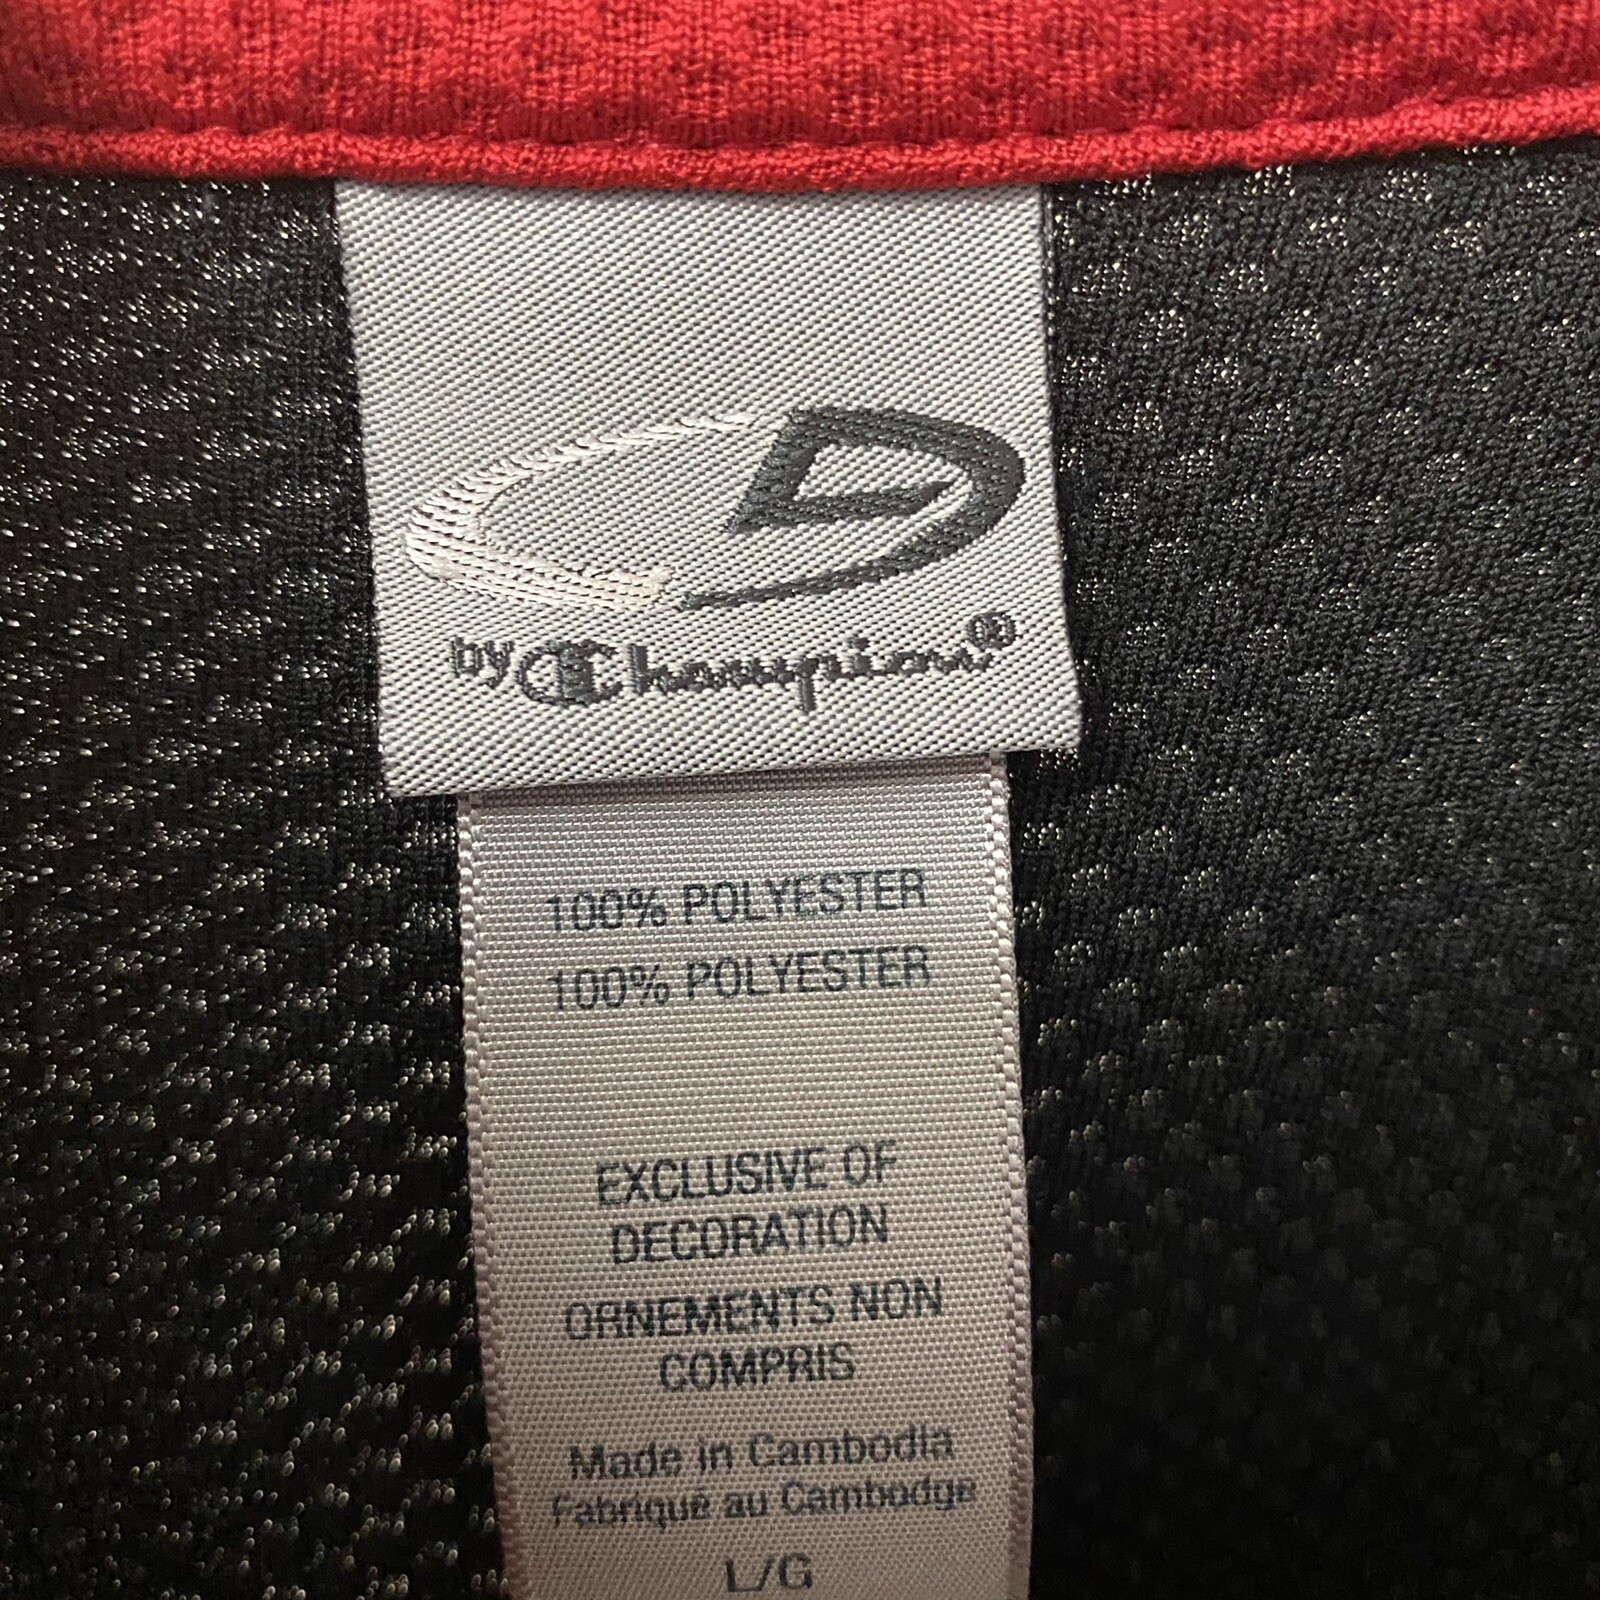 by Champion®
100% POLYESTER
100% POLYESTER
EXCLUSIVE OF
DECORATION
ORNEMENTS NON
COMPRIS
Made in Cambodia
Fabriqué au Cambodge
L/G